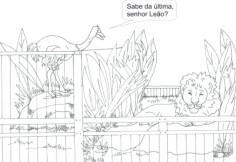 Sabe da última,
senhor Leão?